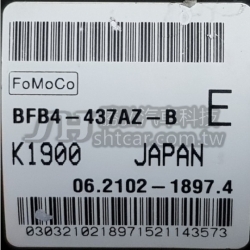 FoMoCo
E
BFB4-437AZ-B
shtcar.com.tw
K1900 JAPAN
06.2102-1897.4
0303210218971521143573